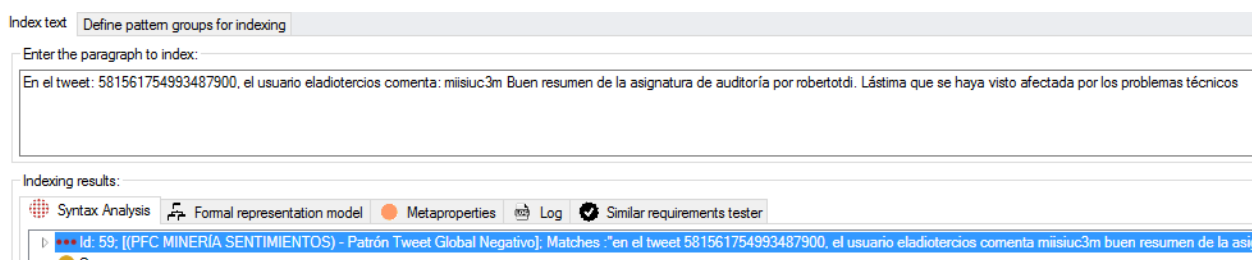 Index text Define pattern groups for indexing
Enter the paragraph to index:
En el tweet: 581561754993487900, el usuario eladiotercios comenta: miisiuc3m Buen resumen de la asignatura de auditoría por robertotdi. Lástima que se haya visto afectada por los problemas técnicos
Indexing results:
Syntax Analysis Formal representation model Metaproperties Log Similar requirements tester
Id: 59; [(PFC MINERÍA SENTIMIENTOS) - Patrón Tweet Global Negativo]; Matches :"en el tweet 581561754993487900, el usuario eladiotercios comenta miisiuc3m buen resumen de la asi